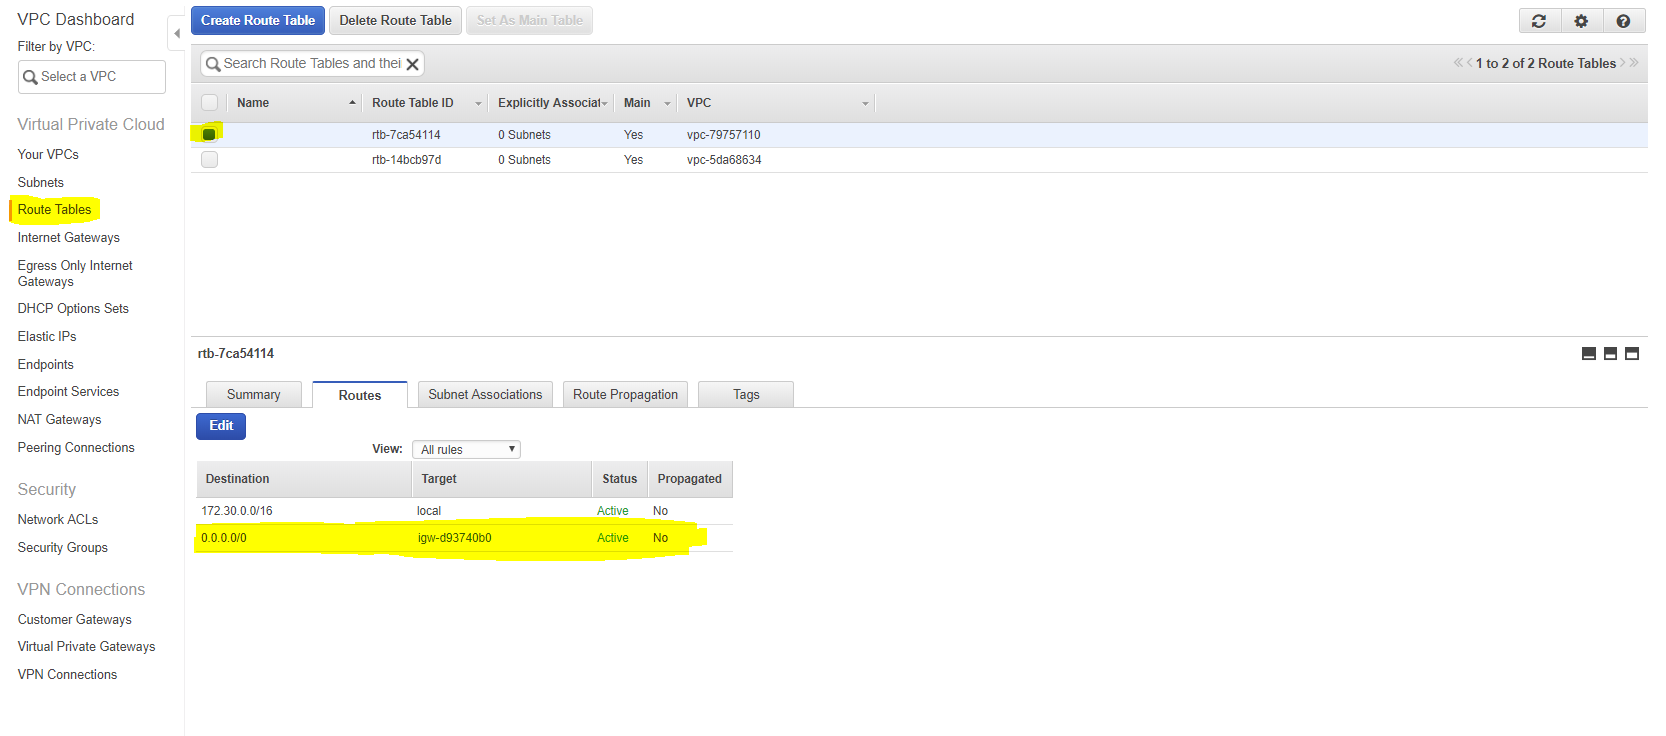 VPC Dashboard
Filter by VPC:
Select a VPC
Virtual Private Cloud
Your VPCs
Subnets
Route Tables
Internet Gateways
Egress Only Internet
Gateways
DHCP Options Sets
Elastic IPs
Endpoints
Endpoint Services
NAT Gateways
Peering Connections
Security
Network ACLs
Security Groups
VPN Connections
Customer Gateways
Virtual Private Gateways
VPN Connections
Create Route Table Delete Route Table Set As Main Table
Search Route Tables and thei
1 to 2 of 2 Route Tables
Name Route Table ID Explicitly Associat Main VPC
rtb-7ca54114 0 Subnets Yes vpc-79757110
rtb-14bcb97d 0 Subnets Yes vpc-5da68634
rtb-7ca54114
Summary Routes Subnet Associations Route Propagation Tags
Edit
View: All rules
Destination Target Status Propagated
172.30.0.0/16 local Active No
0.0.0.0/0 igw-d93740b0 Active No